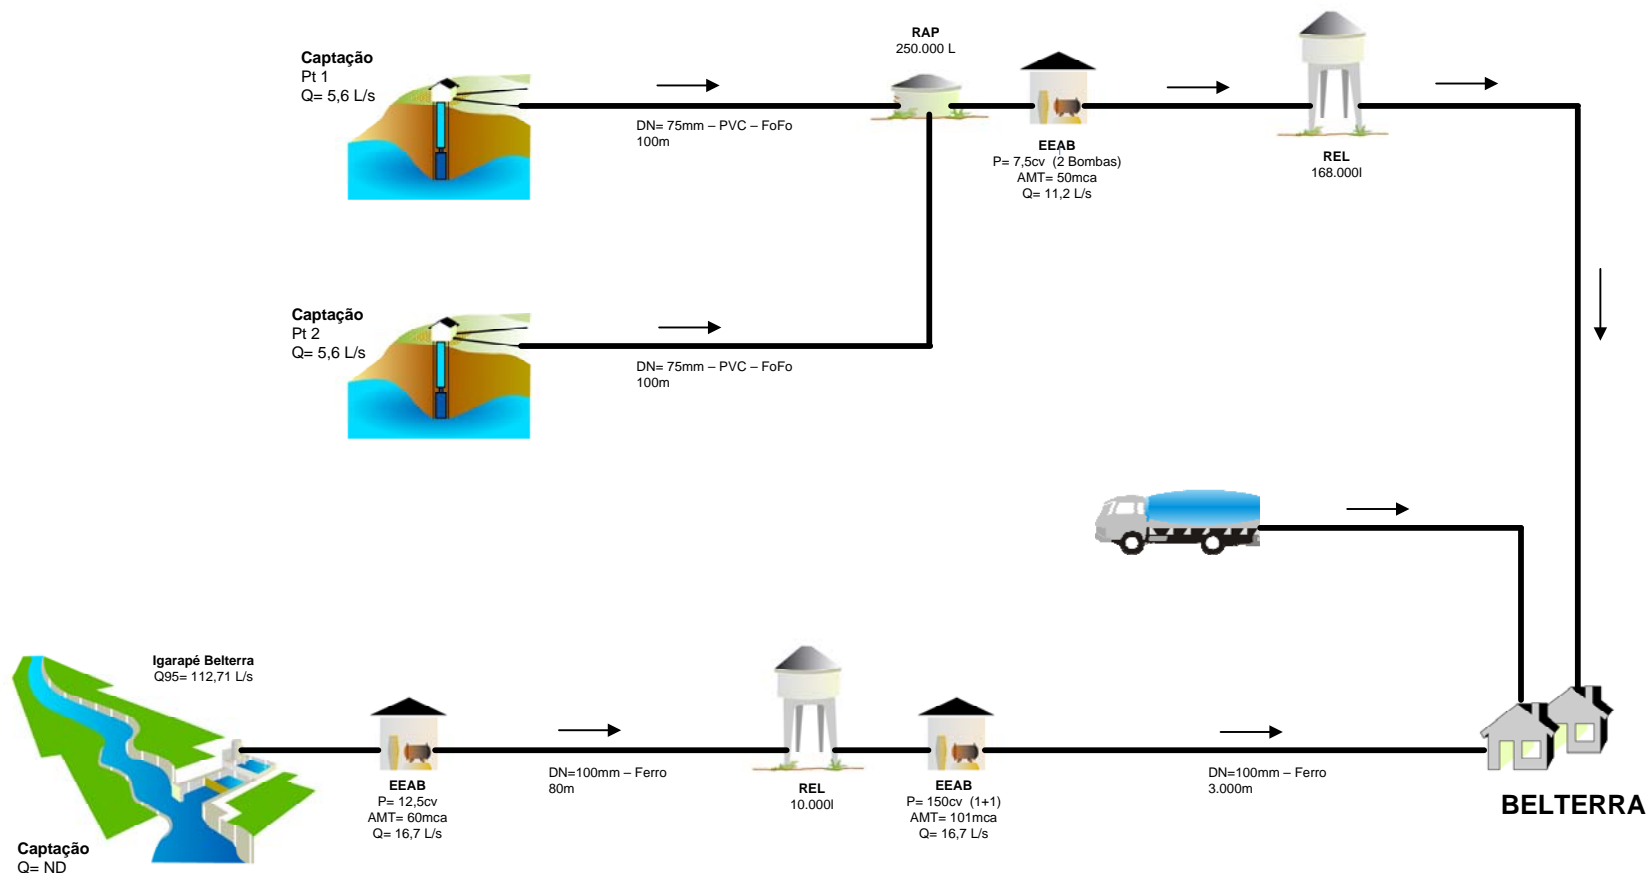 Captação
Pt 1
Q= 5,6 L/s
DN= 75mm – PVC – FoFo
100m
RAP
250.000 L
EEAB
P= 7,5cv (2 Bombas)
AMT= 50mca
Q= 11,2 L/s
REL
168.000l
Captação
Pt 2
Q= 5,6 L/s
DN= 75mm – PVC – FoFo
100m
Igarapé Belterra
Q95= 112,71 L/s
Captação
Q= ND
EEAB
P= 12,5cv
AMT= 60mca
Q= 16,7 L/s
DN=100mm – Ferro
80m
REL
10.000l
EEAB
P= 150cv (1+1)
AMT= 101mca
Q= 16,7 L/s
DN=100mm – Ferro
3.000m
BELTERRA